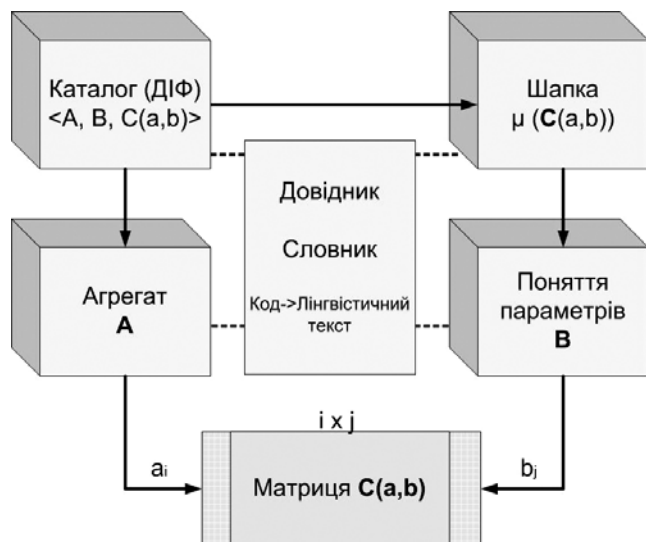 Каталог (ДІФ)
<A, B, C(a,b)>
Шапка
μ (C(a,b))
Довідник
Словник
Код->Лінгвістичний
текст
Агрегат
A
Поняття
параметрів
B
i x j
ai
Матриця C(a,b)
bj